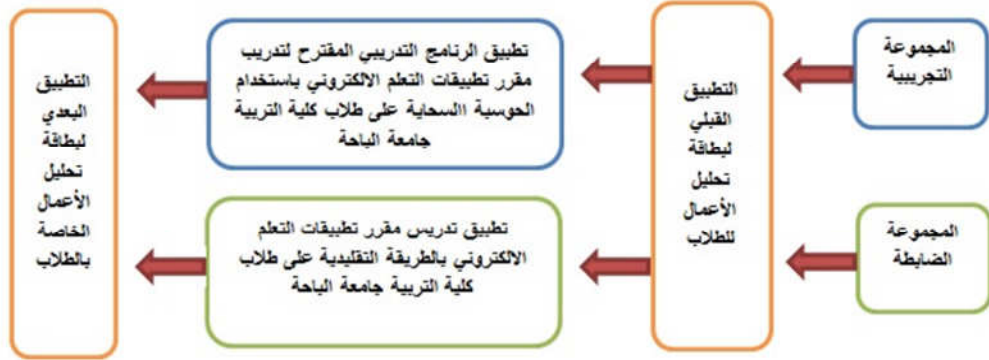 المجموعة
التجريبية
المجموعة
الضابطة
التطبيق
القبلي
لبطاقة
تحليل
الأعمال
للطلاب
تطبيق الرنامج التدريبي المقترح لتدريب
مقرر تطبيقات التعلم الالكتروني باستخدام
الحوسبة االسحاية على طلاب كلية التربية
جامعة الباحة
تطبيق تدريس مقرر تطبيقات التعلم
الالكتروني بالطريقة التقليدية على طلاب
كلية التربية جامعة الباحة
التطبيق
البعدي
لبطاقة
تحليل
الأعمال
الخاصة
بالطلاب